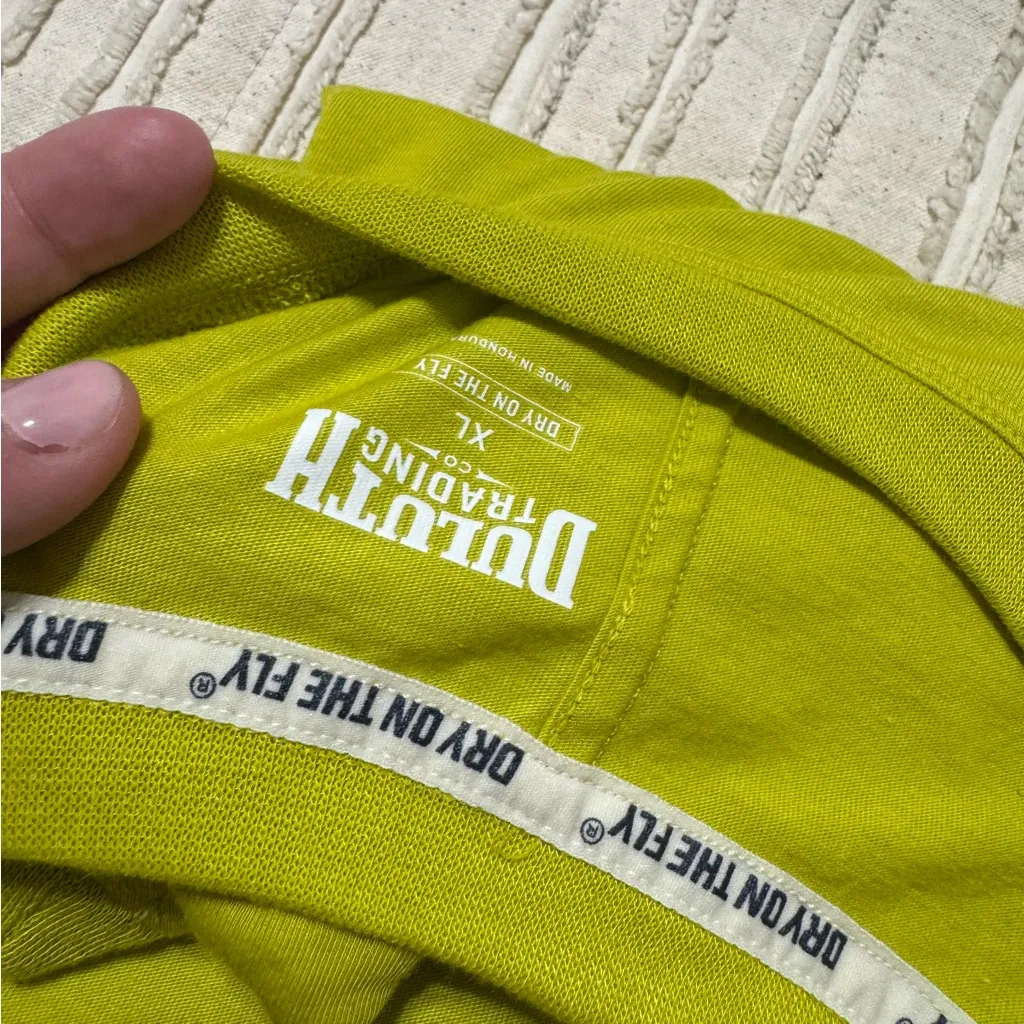 DULUTH
TRADING
CO
XL
DRY ON THE FLY
MADE IN HONDUR
DRY
DRY ON THE FLY®
DRY ON THE FLY®